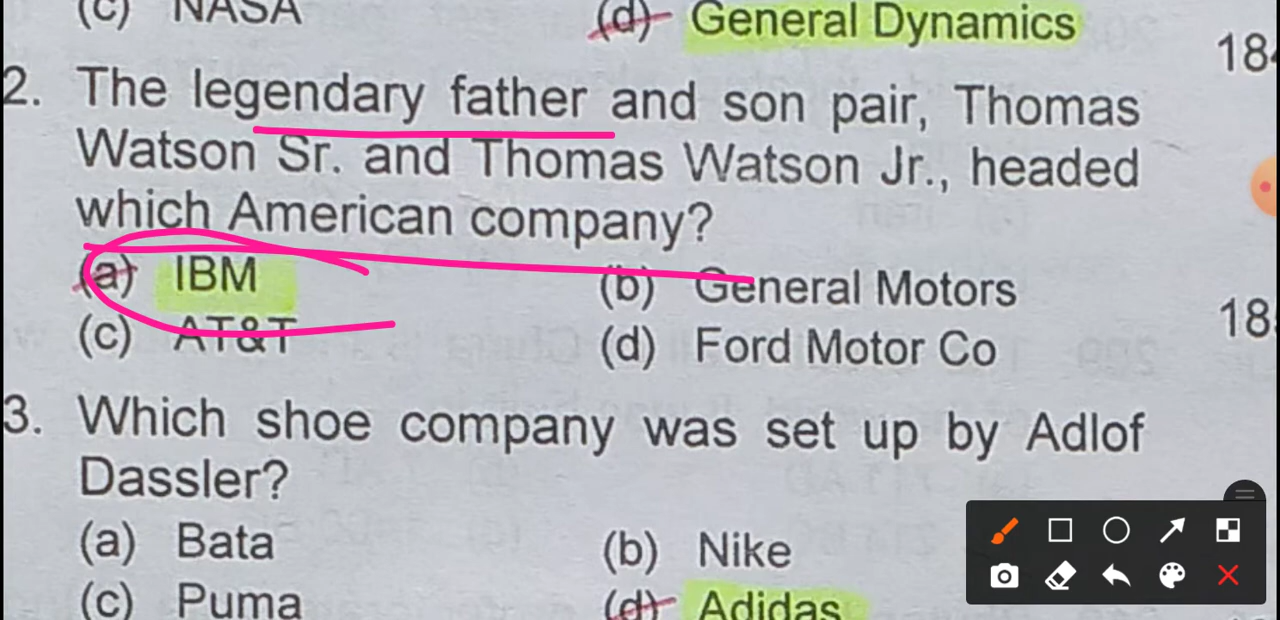 (c) NASA (d) General Dynamics
18
2. The legendary father and son pair, Thomas
Watson Sr. and Thomas Watson Jr., headed
which American company?
(a) IBM (b) General Motors
18
(c) AT&T (d) Ford Motor Co
3. Which shoe company was set up by Adlof
Dassler?
(a) Bata (b) Nike
(c) Puma (d) Adidas